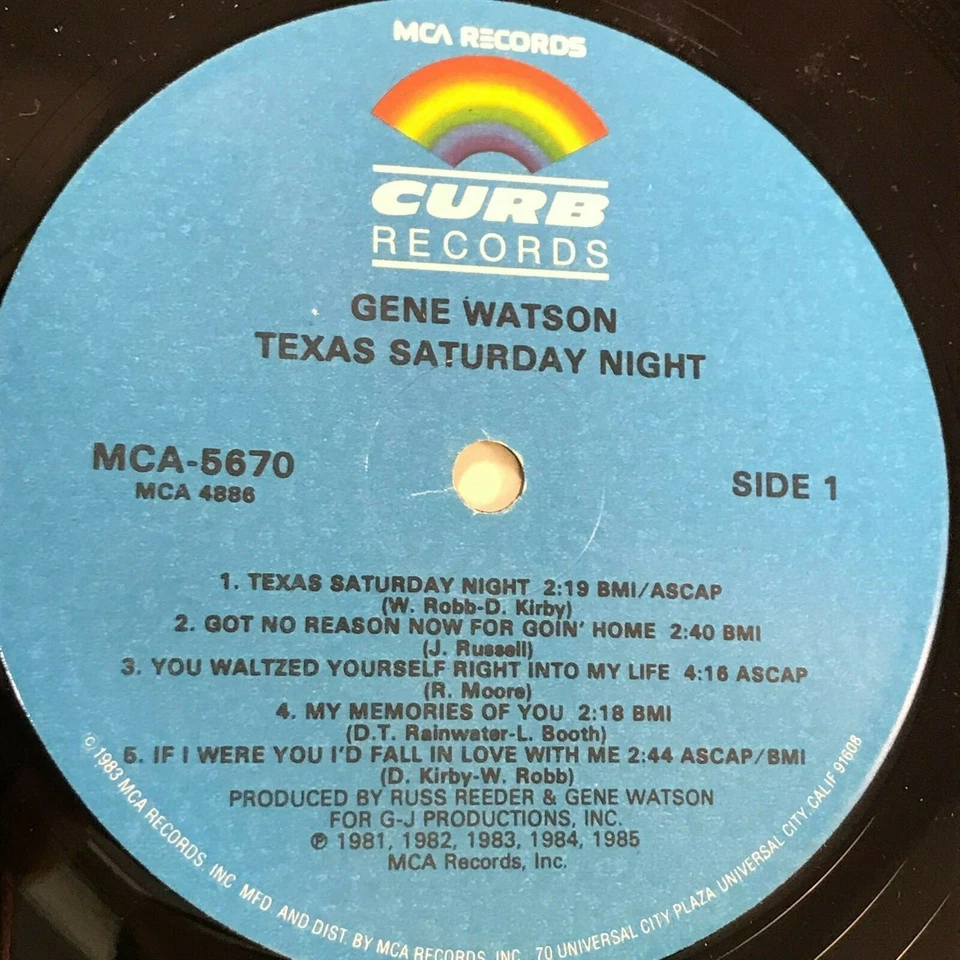 MCA RECORDS
CURB
RECORDS
GENE WATSON
TEXAS SATURDAY NIGHT
MCA-5670
MCA 4886
SIDE 1
1. TEXAS SATURDAY NIGHT 2:19 BMI/ASCAP
(W. Robb-D. Kirby)
2. GOT NO REASON NOW FOR GOIN' HOME 2:40 BMI
(J. Russell)
3. YOU WALTZED YOURSELF RIGHT INTO MY LIFE 4:16 ASCAP
(R. Moore)
4. MY MEMORIES OF YOU 2:18 BMI
(D.T. Rainwater-L. Booth)
5. IF I WERE YOU I'D FALL IN LOVE WITH ME 2:44 ASCAP/BMI
(D. Kirby-W. Robb)
PRODUCED BY RUSS REEDER & GENE WATSON
FOR G-J PRODUCTIONS, INC.
℗ 1981, 1982, 1983, 1984, 1985
MCA Records, Inc.
©1983 MCA RECORDS, INC MFD. AND DIST. BY MCA RECORDS, INC. 70 UNIVERSAL CITY PLAZA UNIVERSAL CITY, CALIF 91608